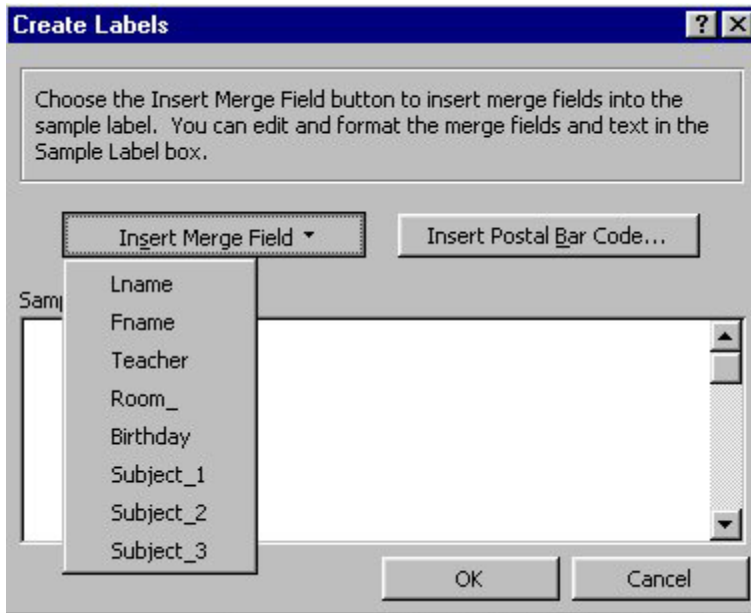 Create Labels
Choose the Insert Merge Field button to insert merge fields into the
sample label. You can edit and format the merge fields and text in the
Sample Label box.
Insert Merge Field
Insert Postal Bar Code...
Lname
Fname
Teacher
Room_
Birthday
Subject_1
Subject_2
Subject_3
OK
Cancel